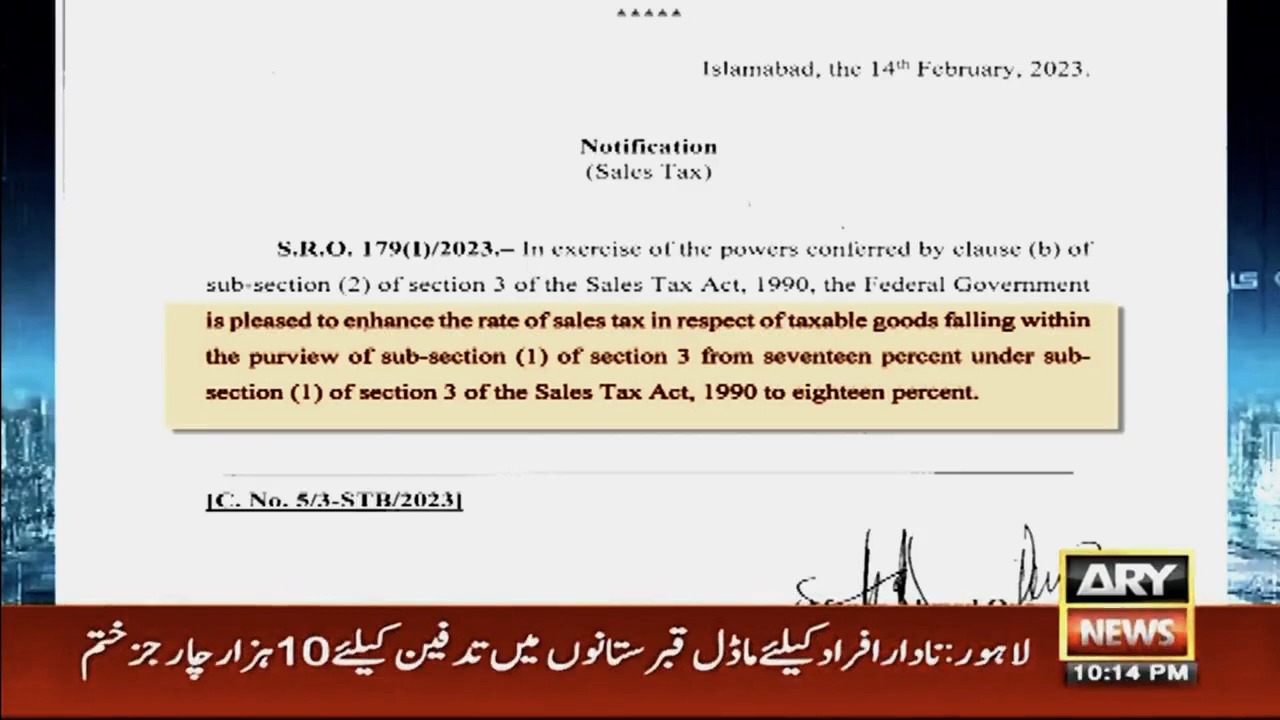 Islamabad, the 14th February, 2023.
Notification
(Sales Tax)
S.R.O. 179(I)/2023.– In exercise of the powers conferred by clause (b) of
sub-section (2) of section 3 of the Sales Tax Act, 1990, the Federal Government
is pleased to enhance the rate of sales tax in respect of taxable goods falling within
the purview of sub-section (1) of section 3 from seventeen percent under sub-
section (1) of section 3 of the Sales Tax Act, 1990 to eighteen percent.
[C. No. 5/3-STB/2023]
ARY
NEWS
10:14 PM
لاہور: نادار افراد کیلئے ماڈل قبرستانوں میں تدفین کیلئے 10 ہزار چارجز ختم